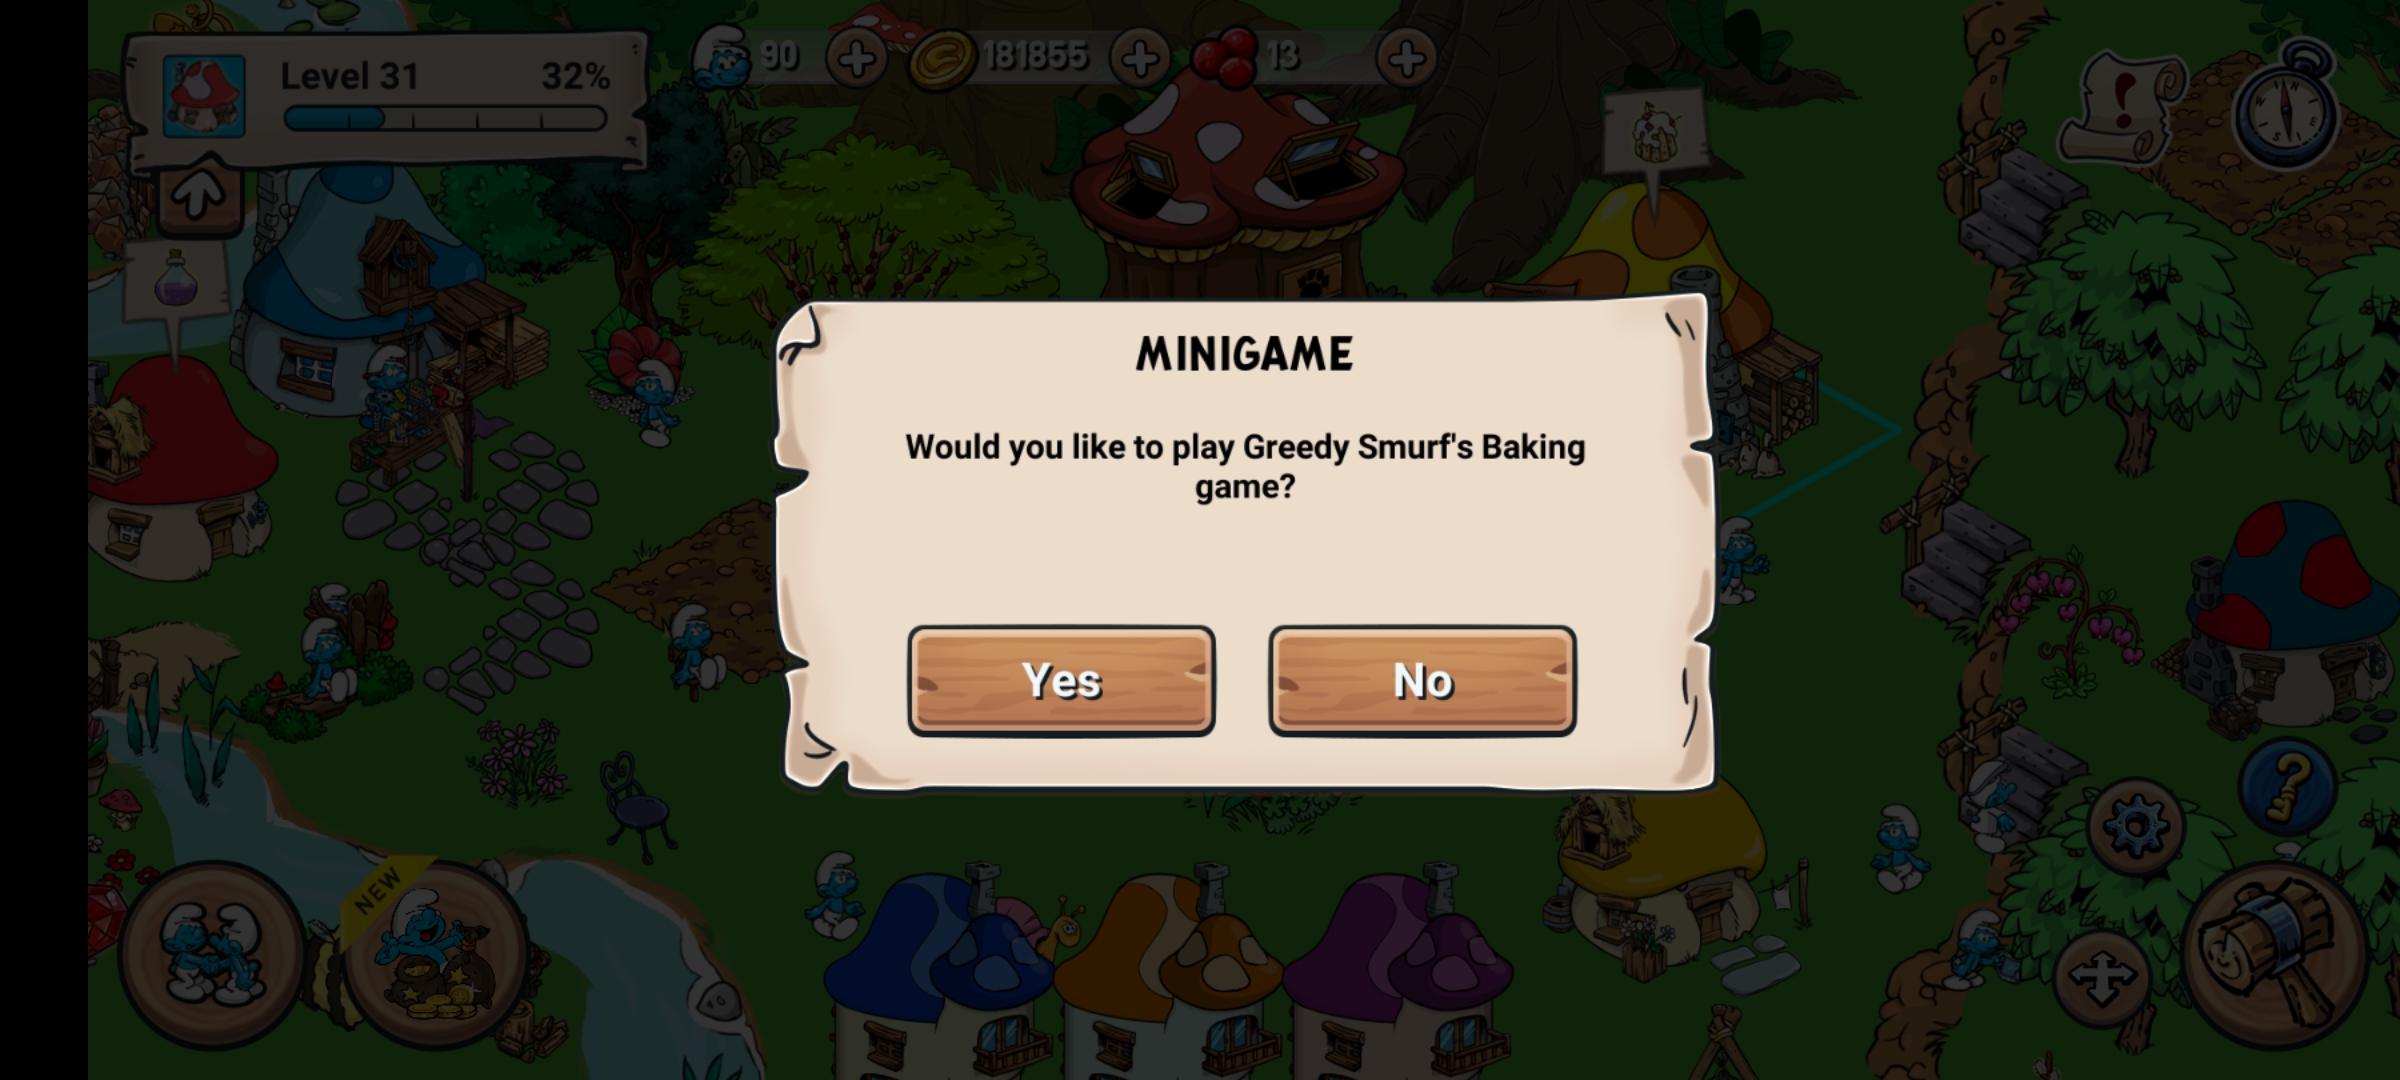 Level 31
32%
90
181855
13
MINIGAME
Would you like to play Greedy Smurf's Baking
game?
Yes
No
NEW